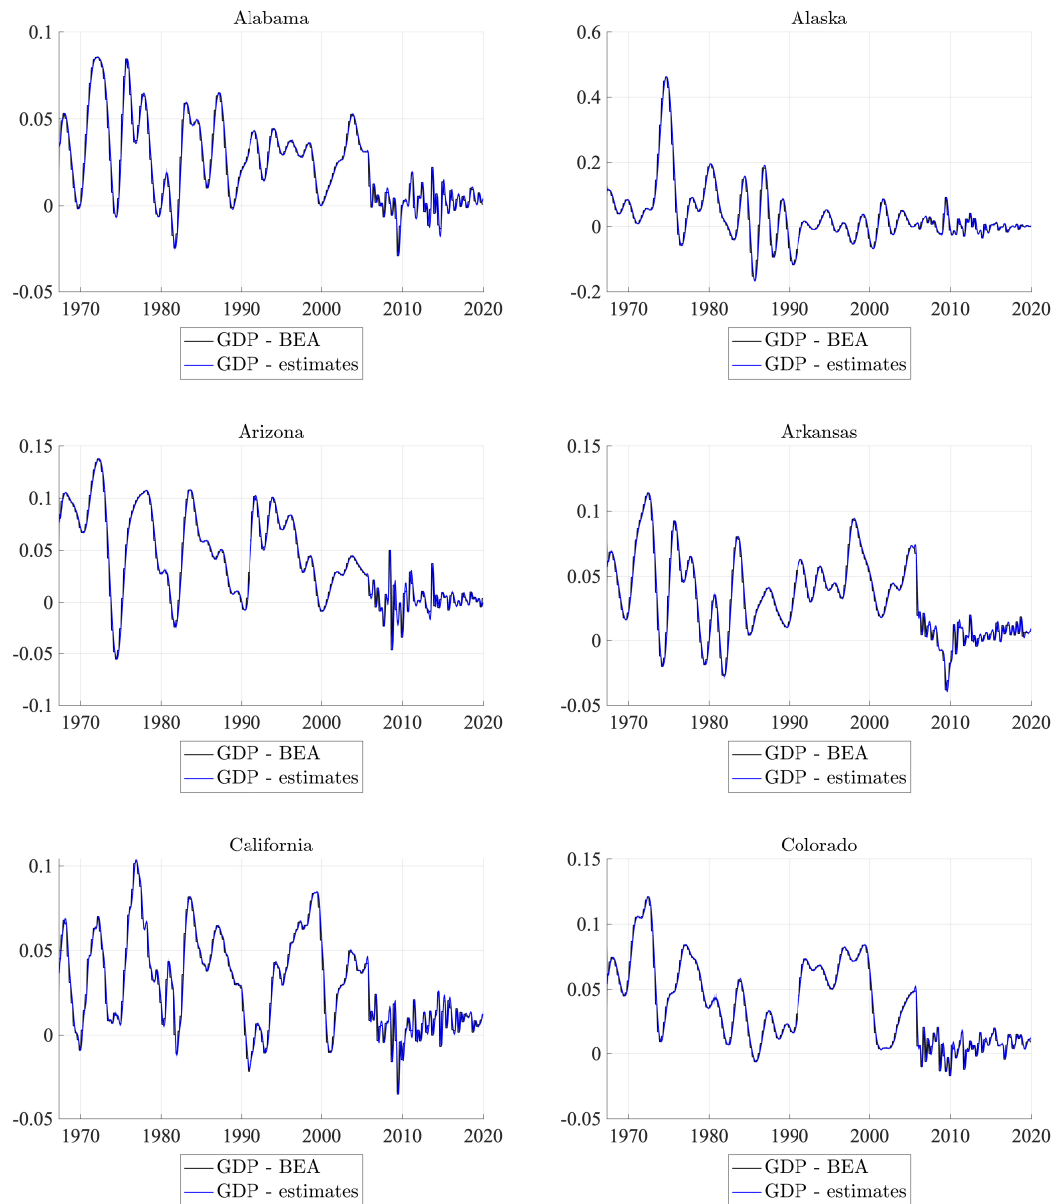 Alabama
0.1
0.05
0
-0.05
1970 1980 1990 2000 2010 2020
GDP - BEA
GDP - estimates
Alaska
0.6
0.4
0.2
0
-0.2
1970 1980 1990 2000 2010 2020
GDP - BEA
GDP - estimates
Arizona
0.15
0.1
0.05
0
-0.05
-0.1
1970 1980 1990 2000 2010 2020
GDP - BEA
GDP - estimates
Arkansas
0.15
0.1
0.05
0
-0.05
1970 1980 1990 2000 2010 2020
GDP - BEA
GDP - estimates
California
0.1
0.05
0
-0.05
1970 1980 1990 2000 2010 2020
GDP - BEA
GDP - estimates
Colorado
0.15
0.1
0.05
0
-0.05
1970 1980 1990 2000 2010 2020
GDP - BEA
GDP - estimates